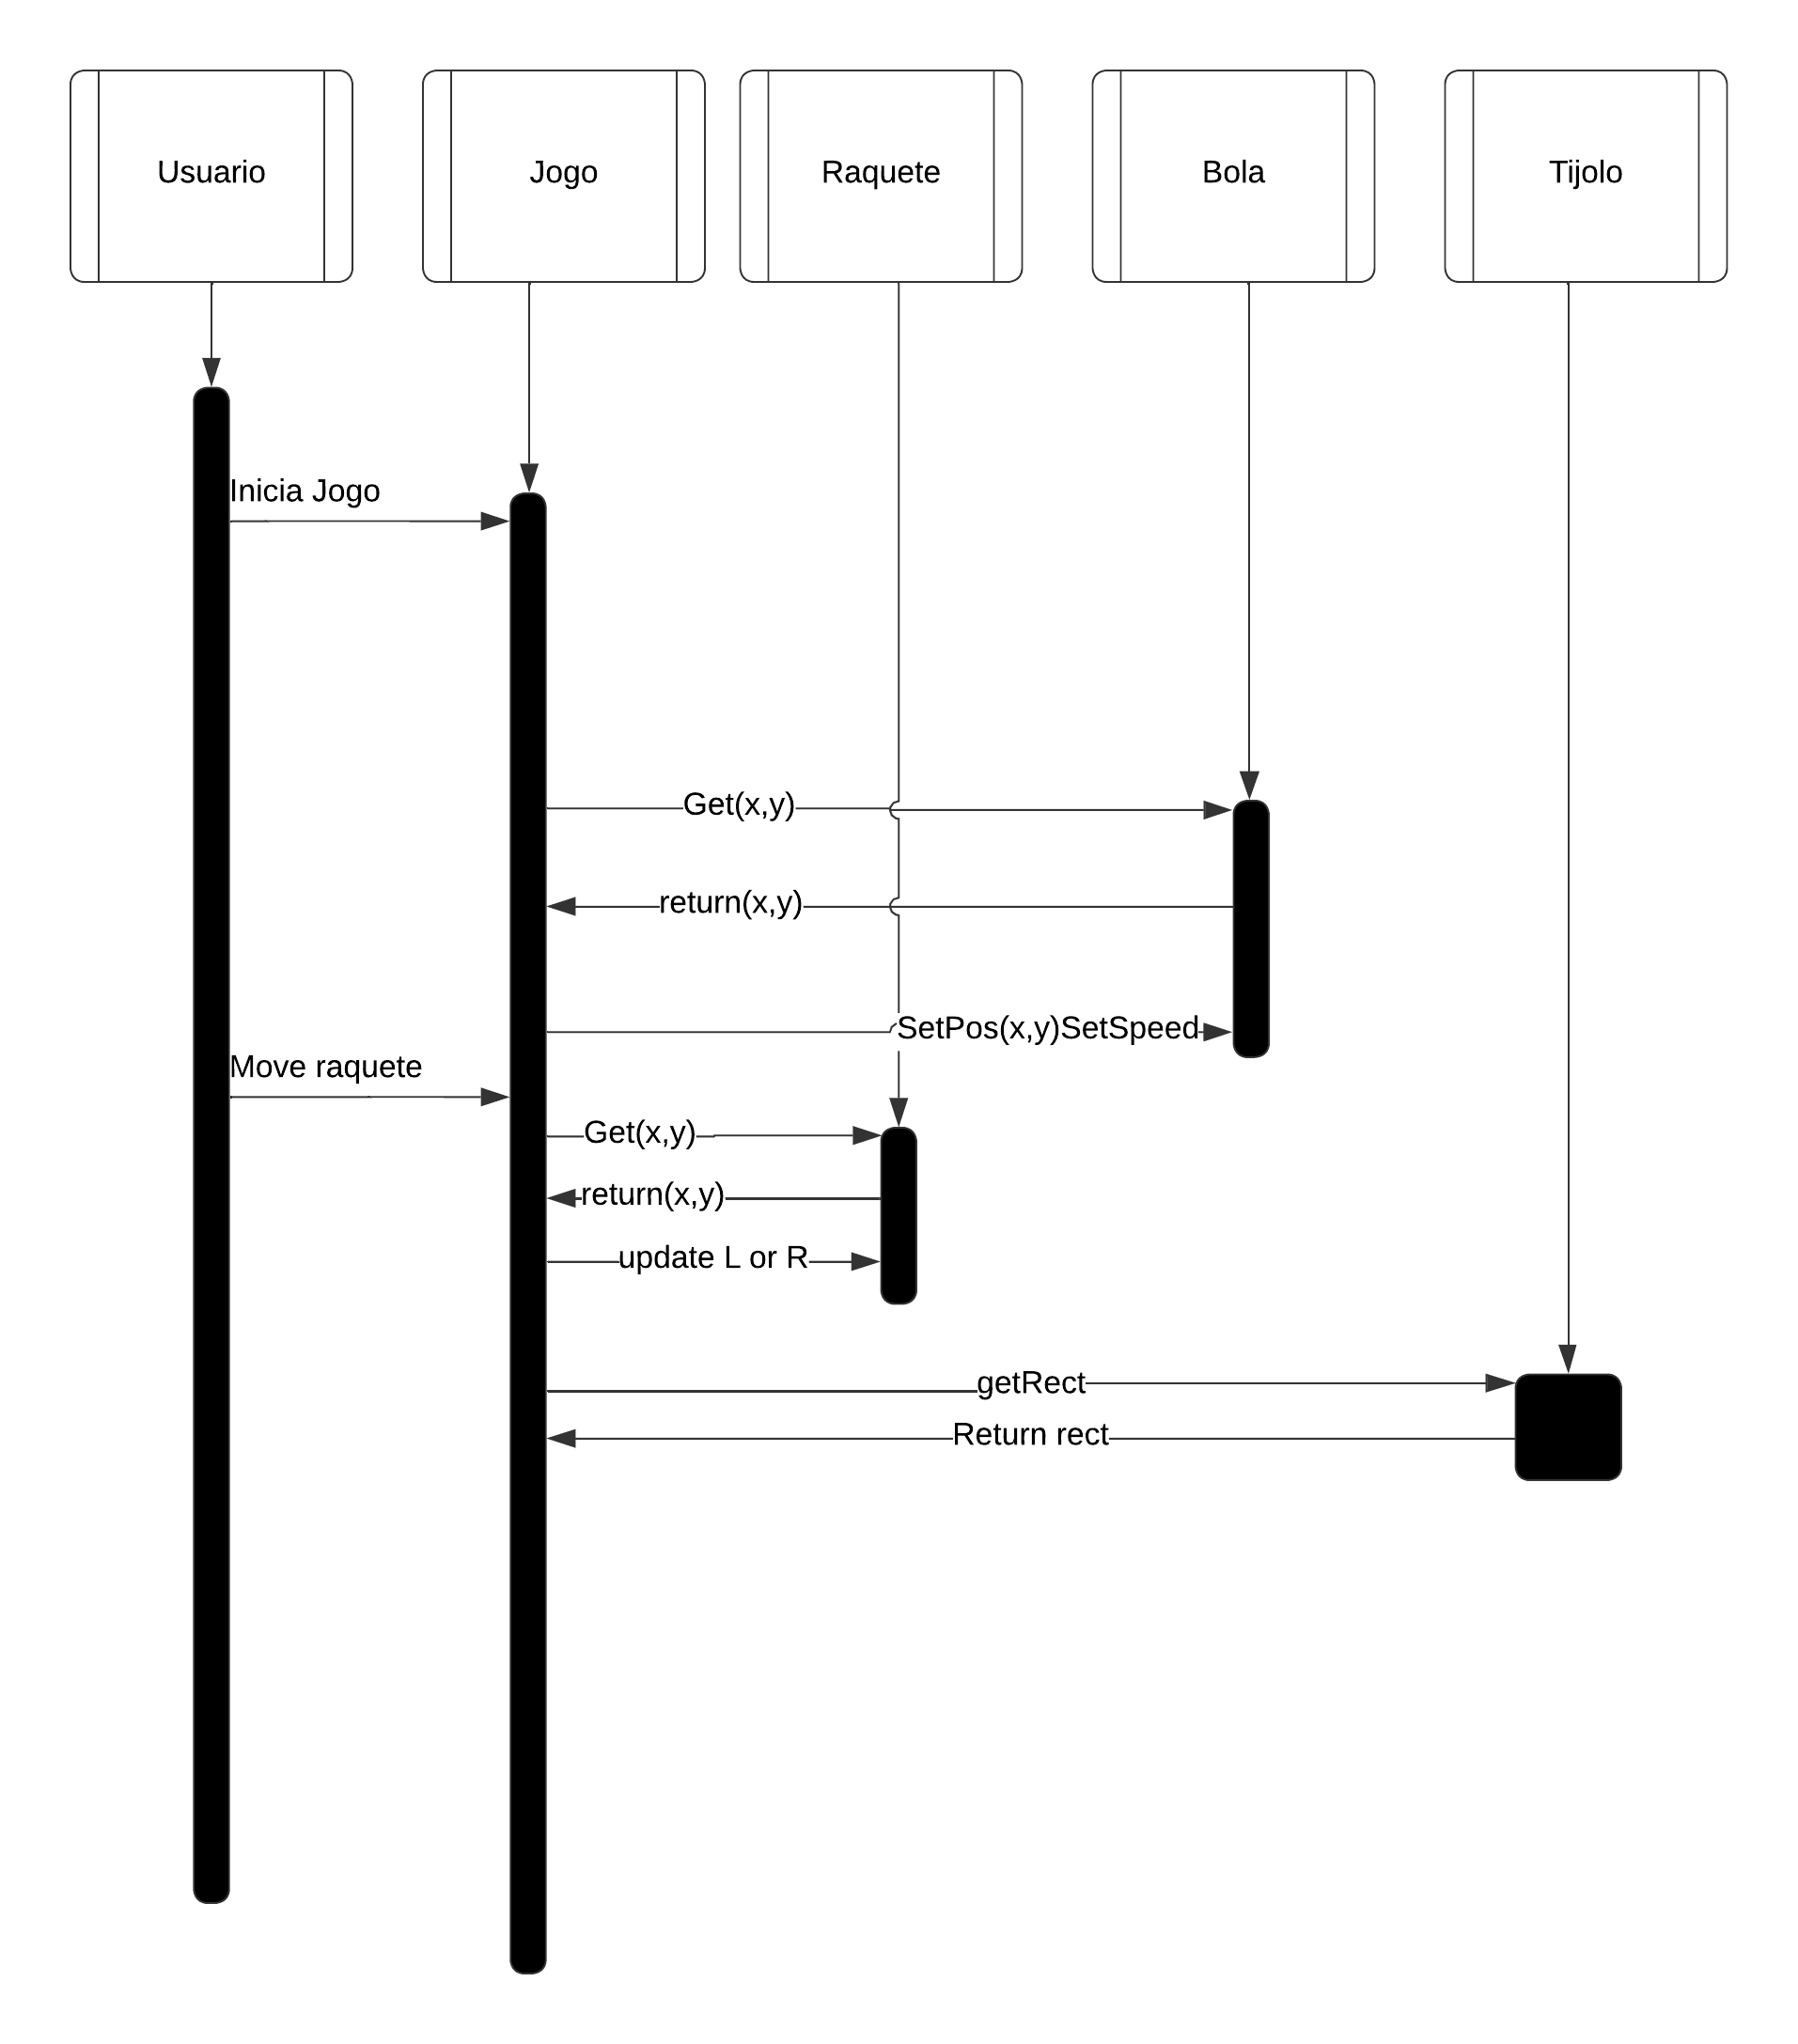 Usuario
Jogo
Raquete
Bola
Tijolo
Inicia Jogo
Get(x,y)
return(x,y)
SetPos(x,y)SetSpeed
Move raquete
Get(x,y)
return(x,y)
update L or R
getRect
Return rect